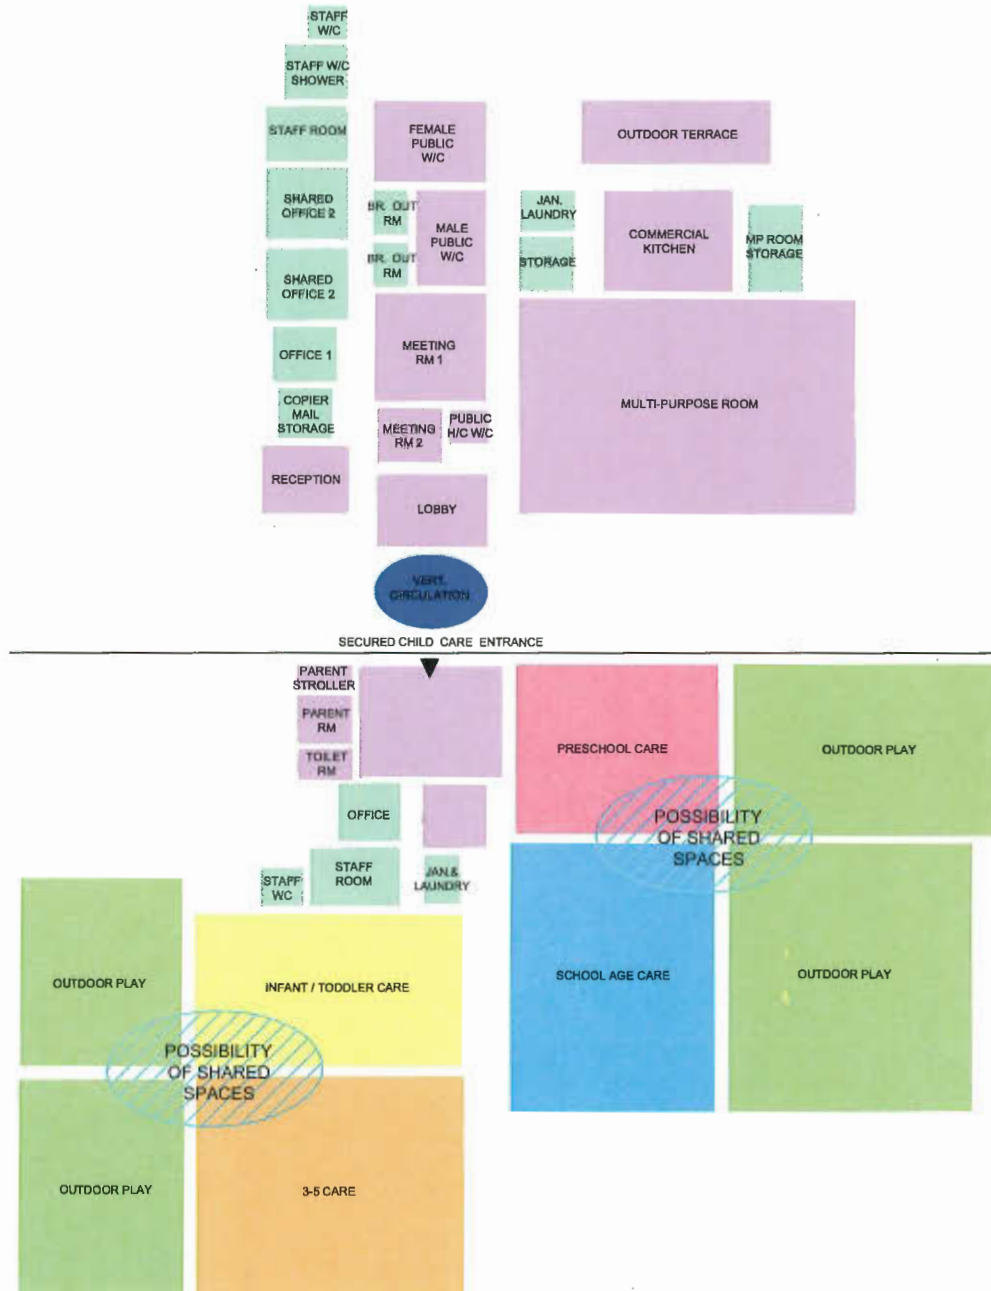 STAFF
W/C
STAFF W/C
SHOWER
STAFF ROOM
SHARED
OFFICE 2
SHARED
OFFICE 2
OFFICE 1
COPIER
MAIL
STORAGE
RECEPTION
FEMALE
PUBLIC
W/C
BR. OUT
RM
MALE
PUBLIC
W/C
BR. OUT
RM
MEETING
RM 1
MEETING
RM 2
PUBLIC
H/C W/C
LOBBY
VERT.
CIRCULATION
OUTDOOR TERRACE
JAN.
LAUNDRY
STORAGE
COMMERCIAL
KITCHEN
MP ROOM
STORAGE
MULTI-PURPOSE ROOM
SECURED CHILD CARE ENTRANCE
PARENT
STROLLER
PARENT
RM
TOILET
RM
OFFICE
STAFF
ROOM
STAFF
WC
JAN.&
LAUNDRY
PRESCHOOL CARE
OUTDOOR PLAY
POSSIBILITY
OF SHARED
SPACES
SCHOOL AGE CARE
OUTDOOR PLAY
OUTDOOR PLAY
INFANT / TODDLER CARE
POSSIBILITY
OF SHARED
SPACES
OUTDOOR PLAY
3-5 CARE